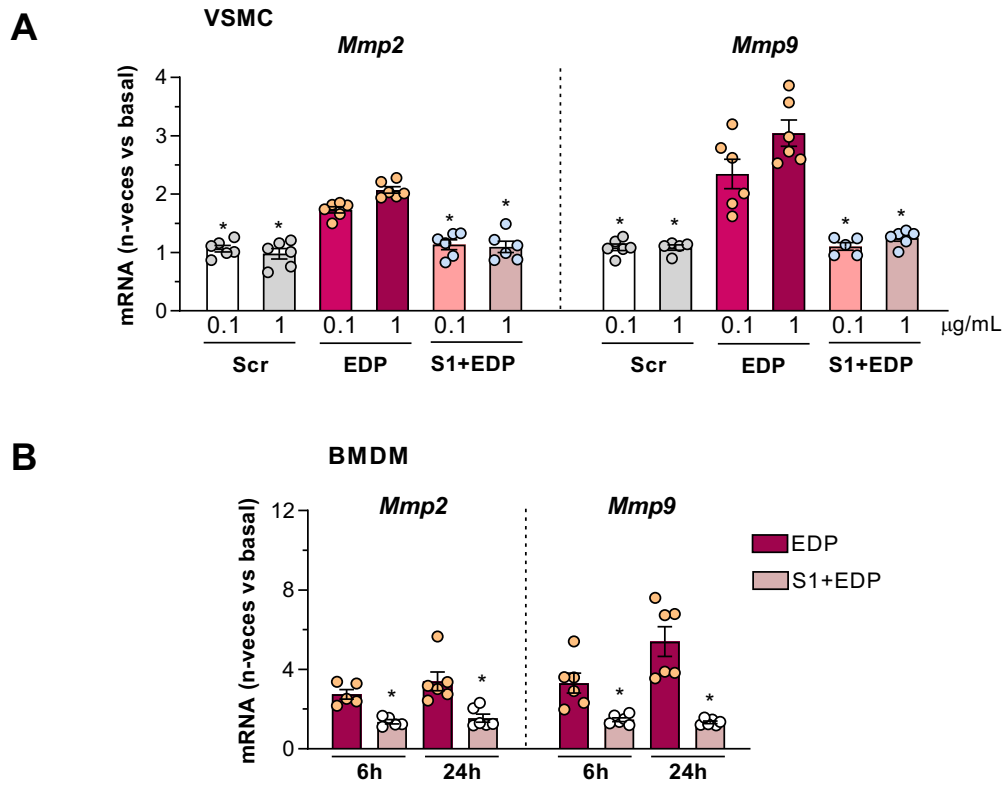 A
VSMC
Mmp2 Mmp9
mRNA (n-veces vs basal)
4
3
2
1
0
* * * * * * * *
0.1 1 0.1 1 0.1 1 0.1 1 0.1 1 0.1 1 μg/mL
Scr EDP S1+EDP Scr EDP S1+EDP
B
BMDM
Mmp2 Mmp9
mRNA (n-veces vs basal)
12
8
4
0
* * * *
6h 24h 6h 24h
EDP
S1+EDP